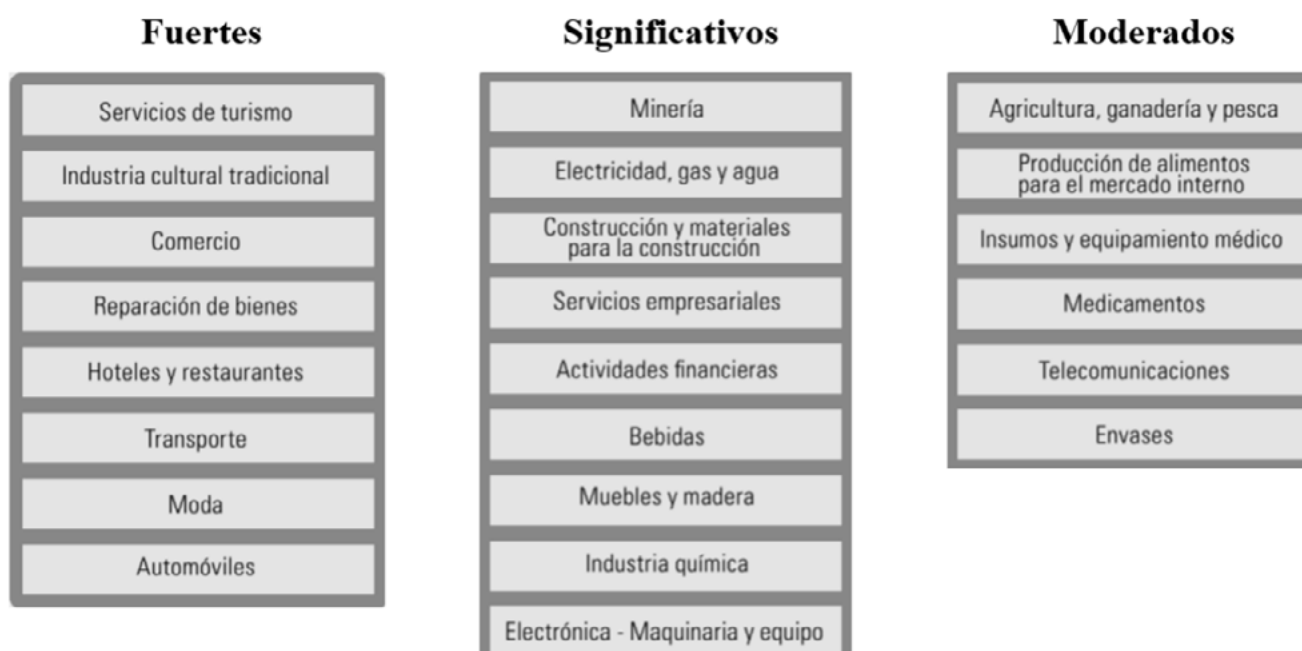 Fuertes
Servicios de turismo
Industria cultural tradicional
Comercio
Reparación de bienes
Hoteles y restaurantes
Transporte
Moda
Automóviles
Significativos
Minería
Electricidad, gas y agua
Construcción y materiales
para la construcción
Servicios empresariales
Actividades financieras
Bebidas
Muebles y madera
Industria química
Electrónica - Maquinaria y equipo
Moderados
Agricultura, ganadería y pesca
Producción de alimentos
para el mercado interno
Insumos y equipamiento médico
Medicamentos
Telecomunicaciones
Envases